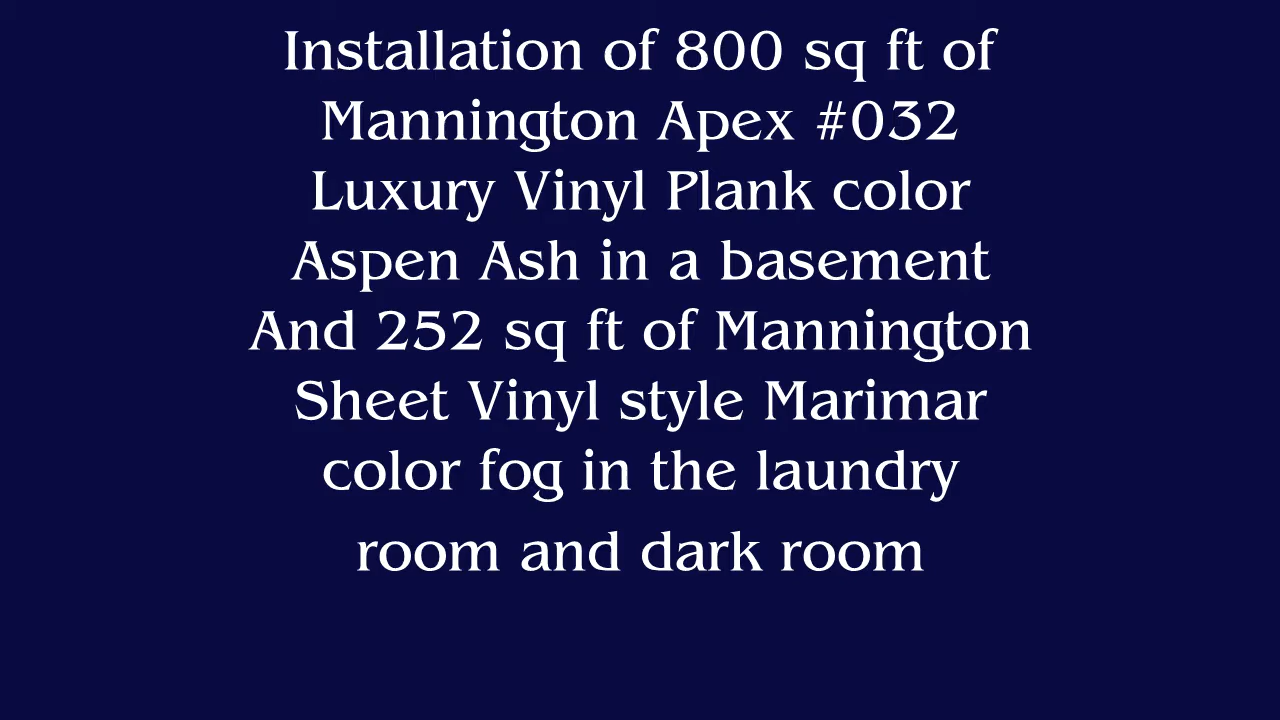 Installation of 800 sq ft of
Mannington Apex #032
Luxury Vinyl Plank color
Aspen Ash in a basement
And 252 sq ft of Mannington
Sheet Vinyl style Marimar
color fog in the laundry
room and dark room